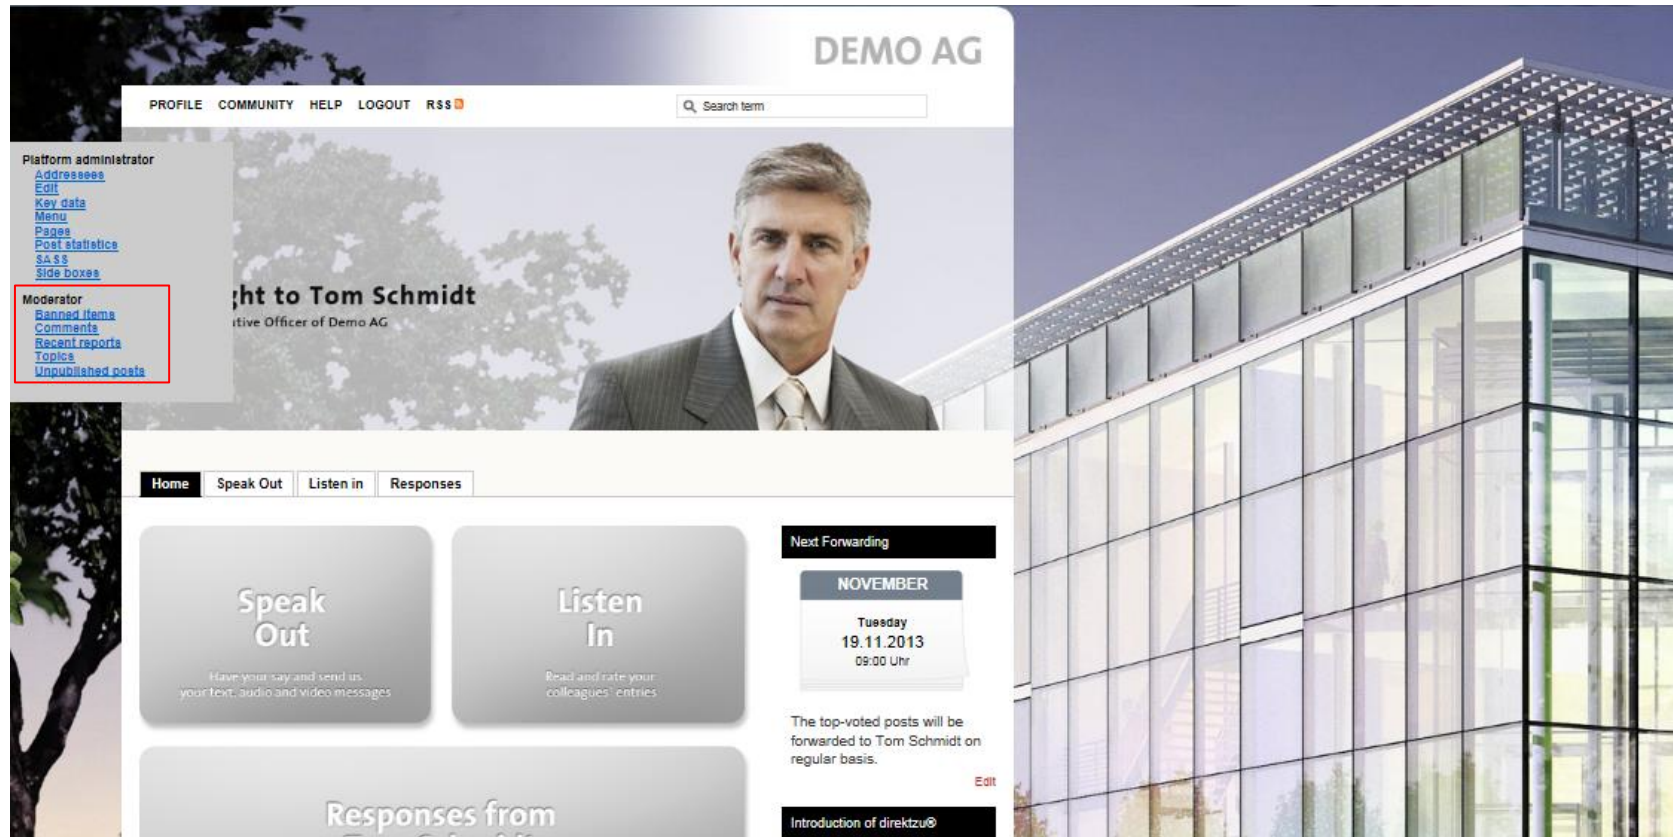 DEMO AG
PROFILE COMMUNITY HELP LOGOUT RSS
Search term
Platform administrator
Addressees
Edit
Key data
Menu
Pages
Post statistics
SASS
Side boxes
Moderator
Banned items
Comments
Recent reports
Topics
Unpublished posts
ght to Tom Schmidt
tive Officer of Demo AG
Home Speak Out Listen in Responses
Speak
Out
Have your say and send us
your text, audio and video messages
Listen
In
Read and rate your
colleagues' entries
Responses from
Next Forwarding
NOVEMBER
Tuesday
19.11.2013
09:00 Uhr
The top-voted posts will be
forwarded to Tom Schmidt on
regular basis.
Edit
Introduction of direktzu®